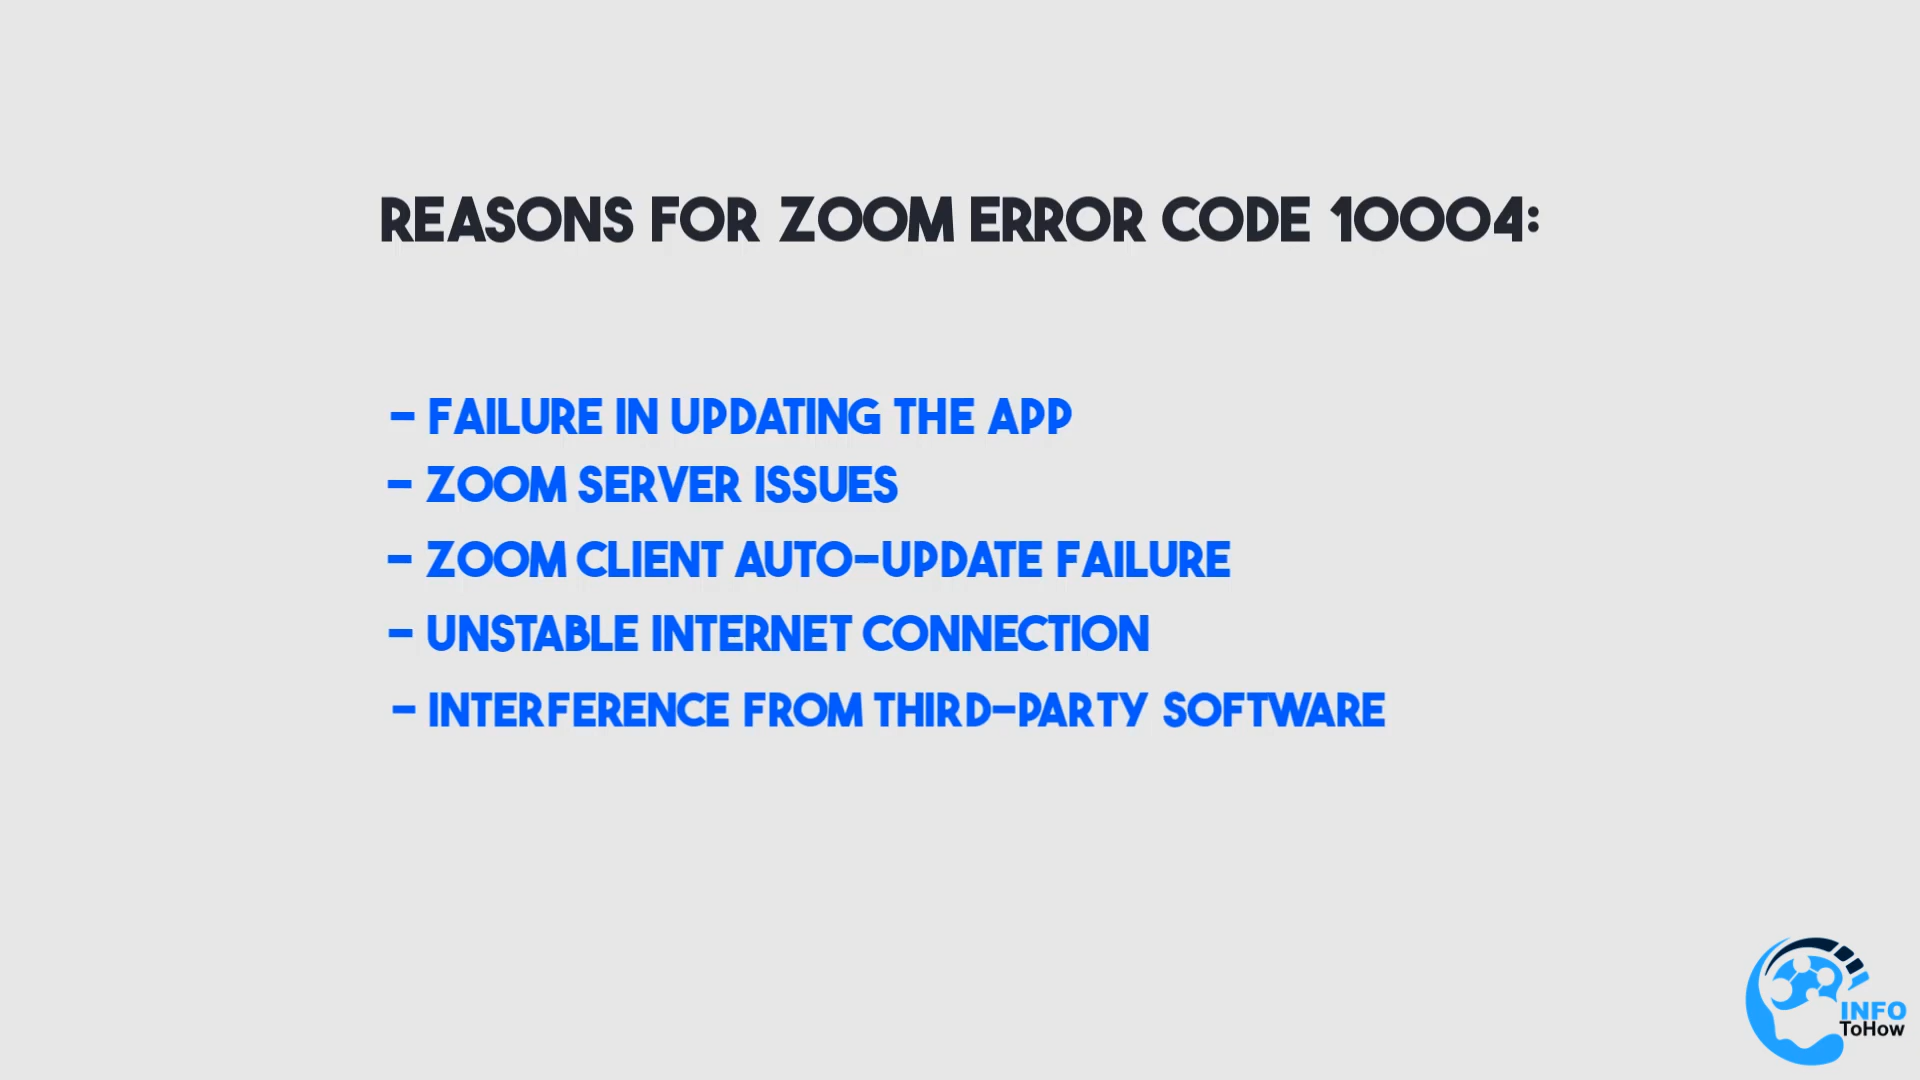 REASONS FOR ZOOM ERROR CODE 10004:
- FAILURE IN UPDATING THE APP
- ZOOM SERVER ISSUES
- ZOOM CLIENT AUTO-UPDATE FAILURE
- UNSTABLE INTERNET CONNECTION
- INTERFERENCE FROM THIRD-PARTY SOFTWARE
INFO
ToHow